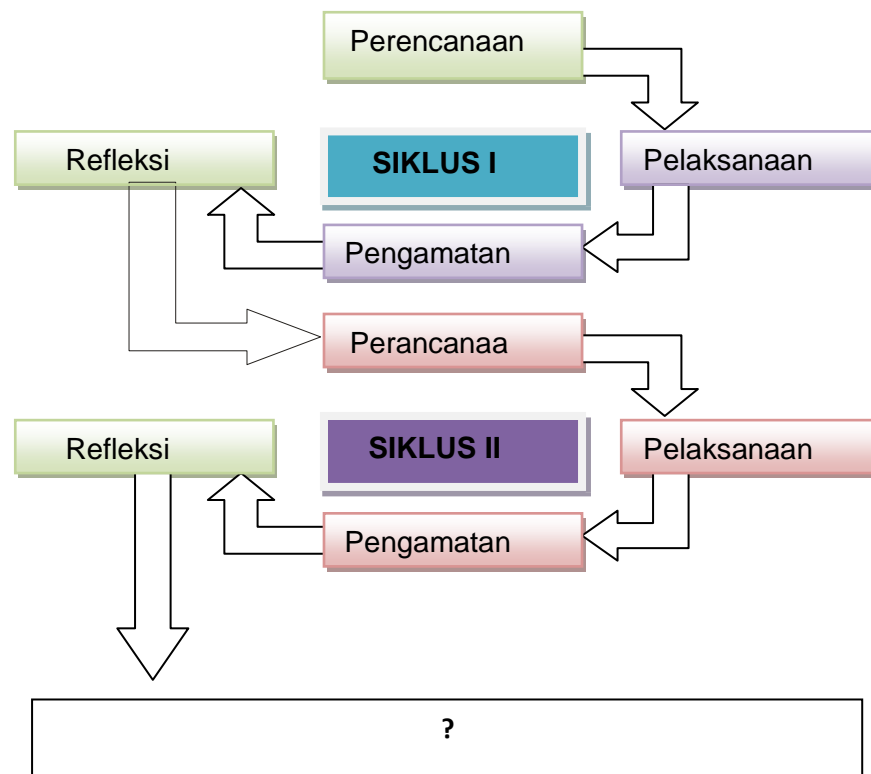 Perencanaan
Refleksi
SIKLUS I
Pelaksanaan
Pengamatan
Perancanaa
Refleksi
SIKLUS II
Pelaksanaan
Pengamatan
?